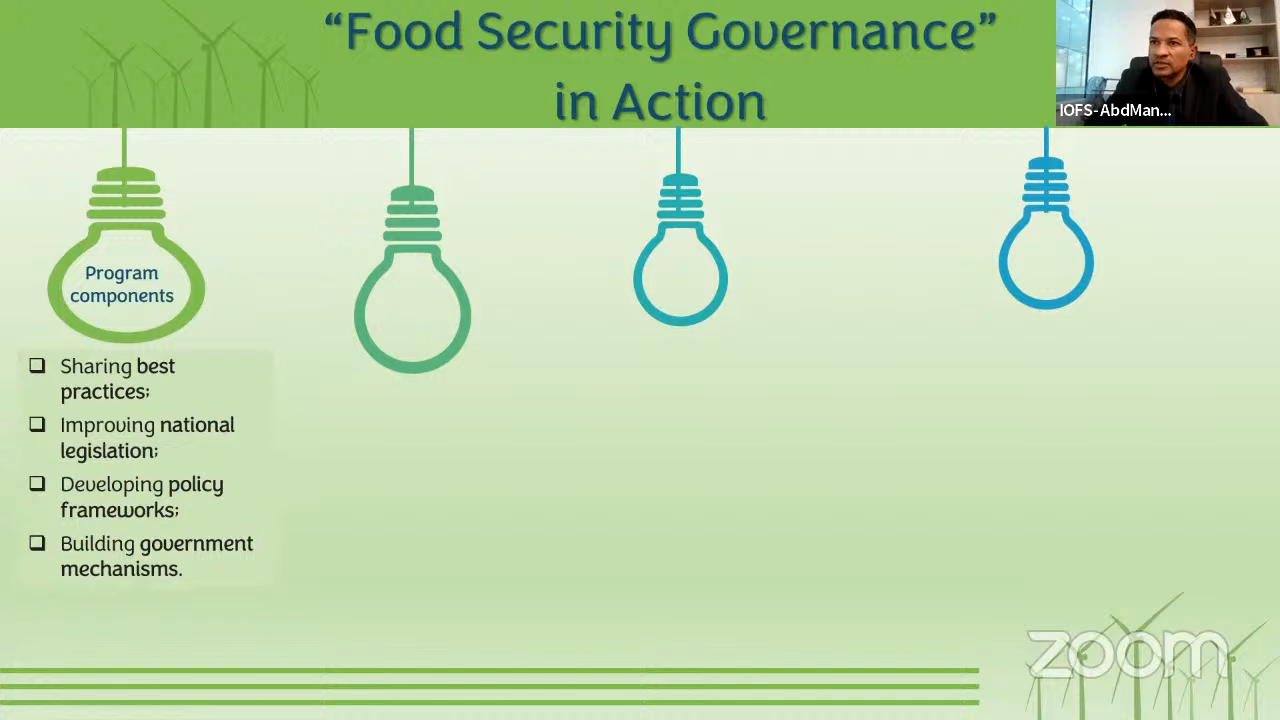 “Food Security Governance”
in Action
IOFS-AbdMan...
Program
components
❑ Sharing best
practices;
❑ Improving national
legislation;
❑ Developing policy
frameworks;
❑ Building government
mechanisms.
zoom